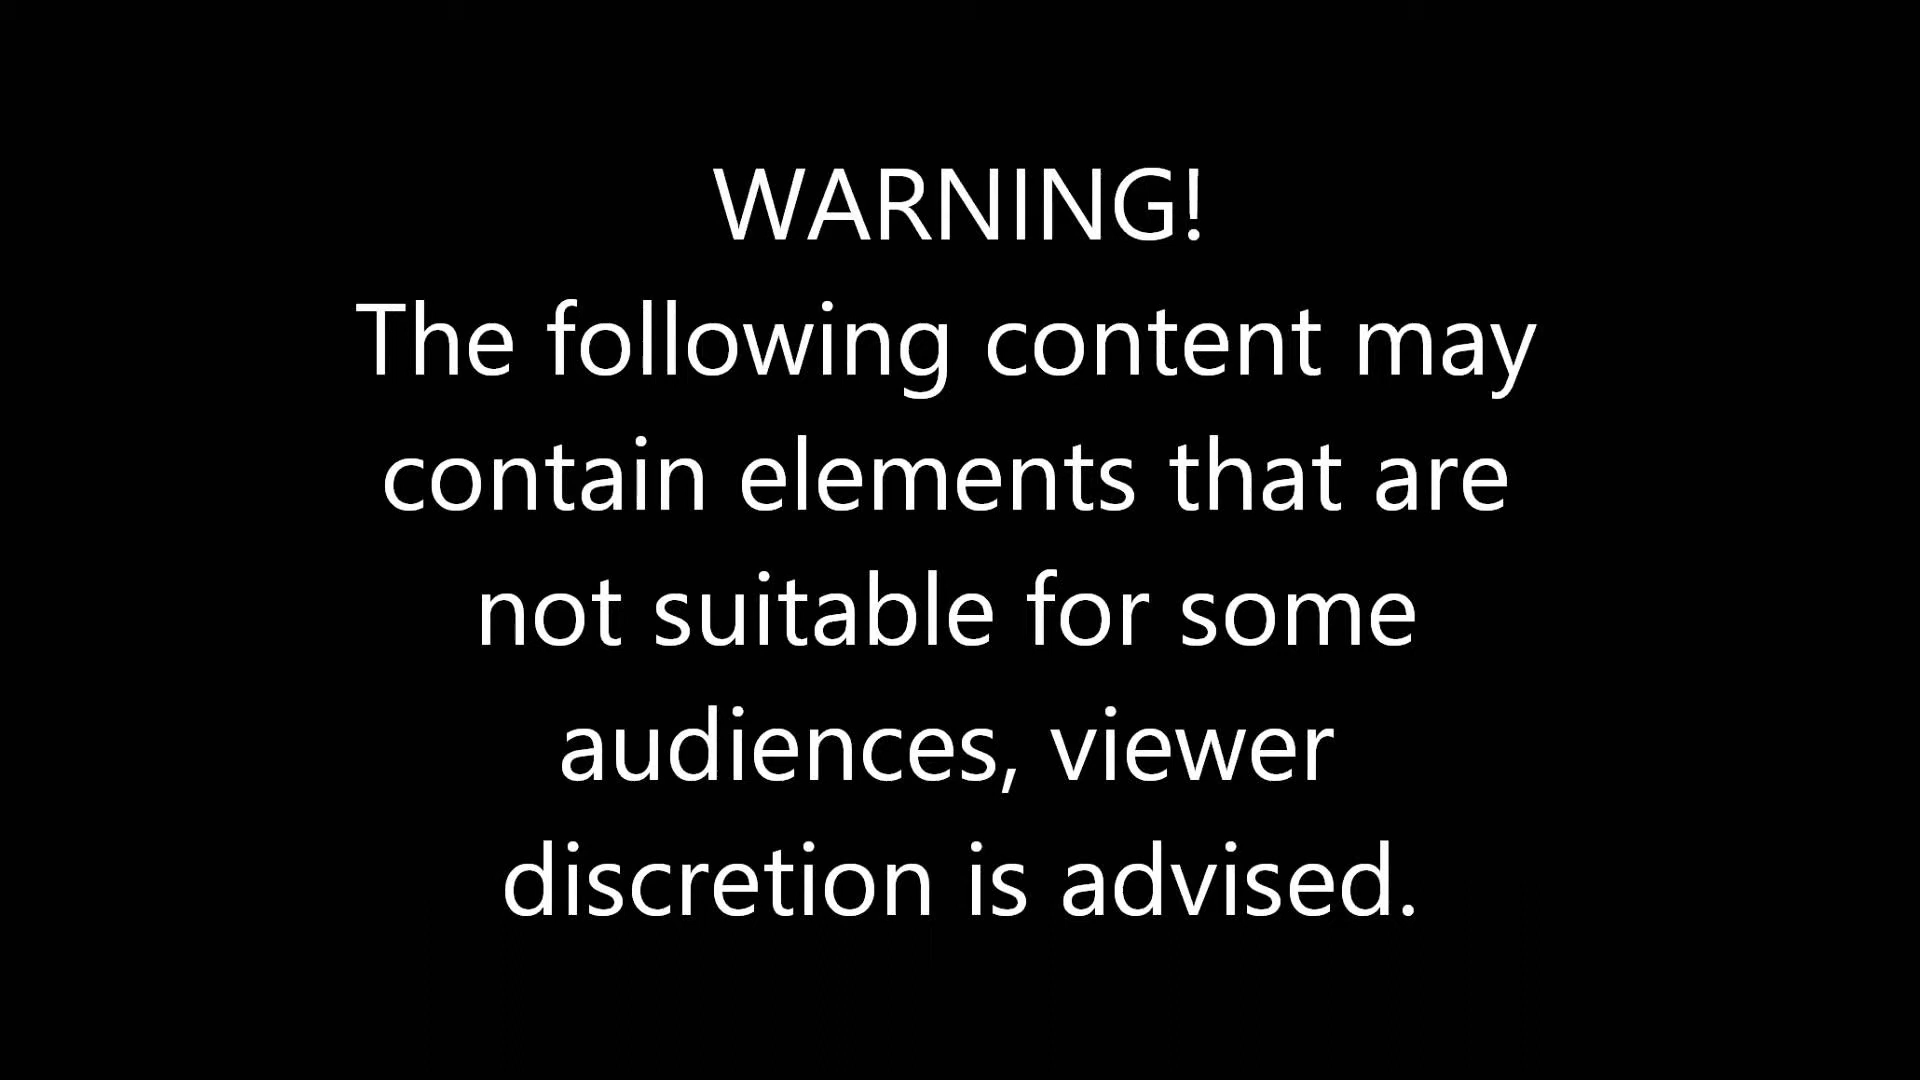 WARNING!
The following content may
contain elements that are
not suitable for some
audiences, viewer
discretion is advised.